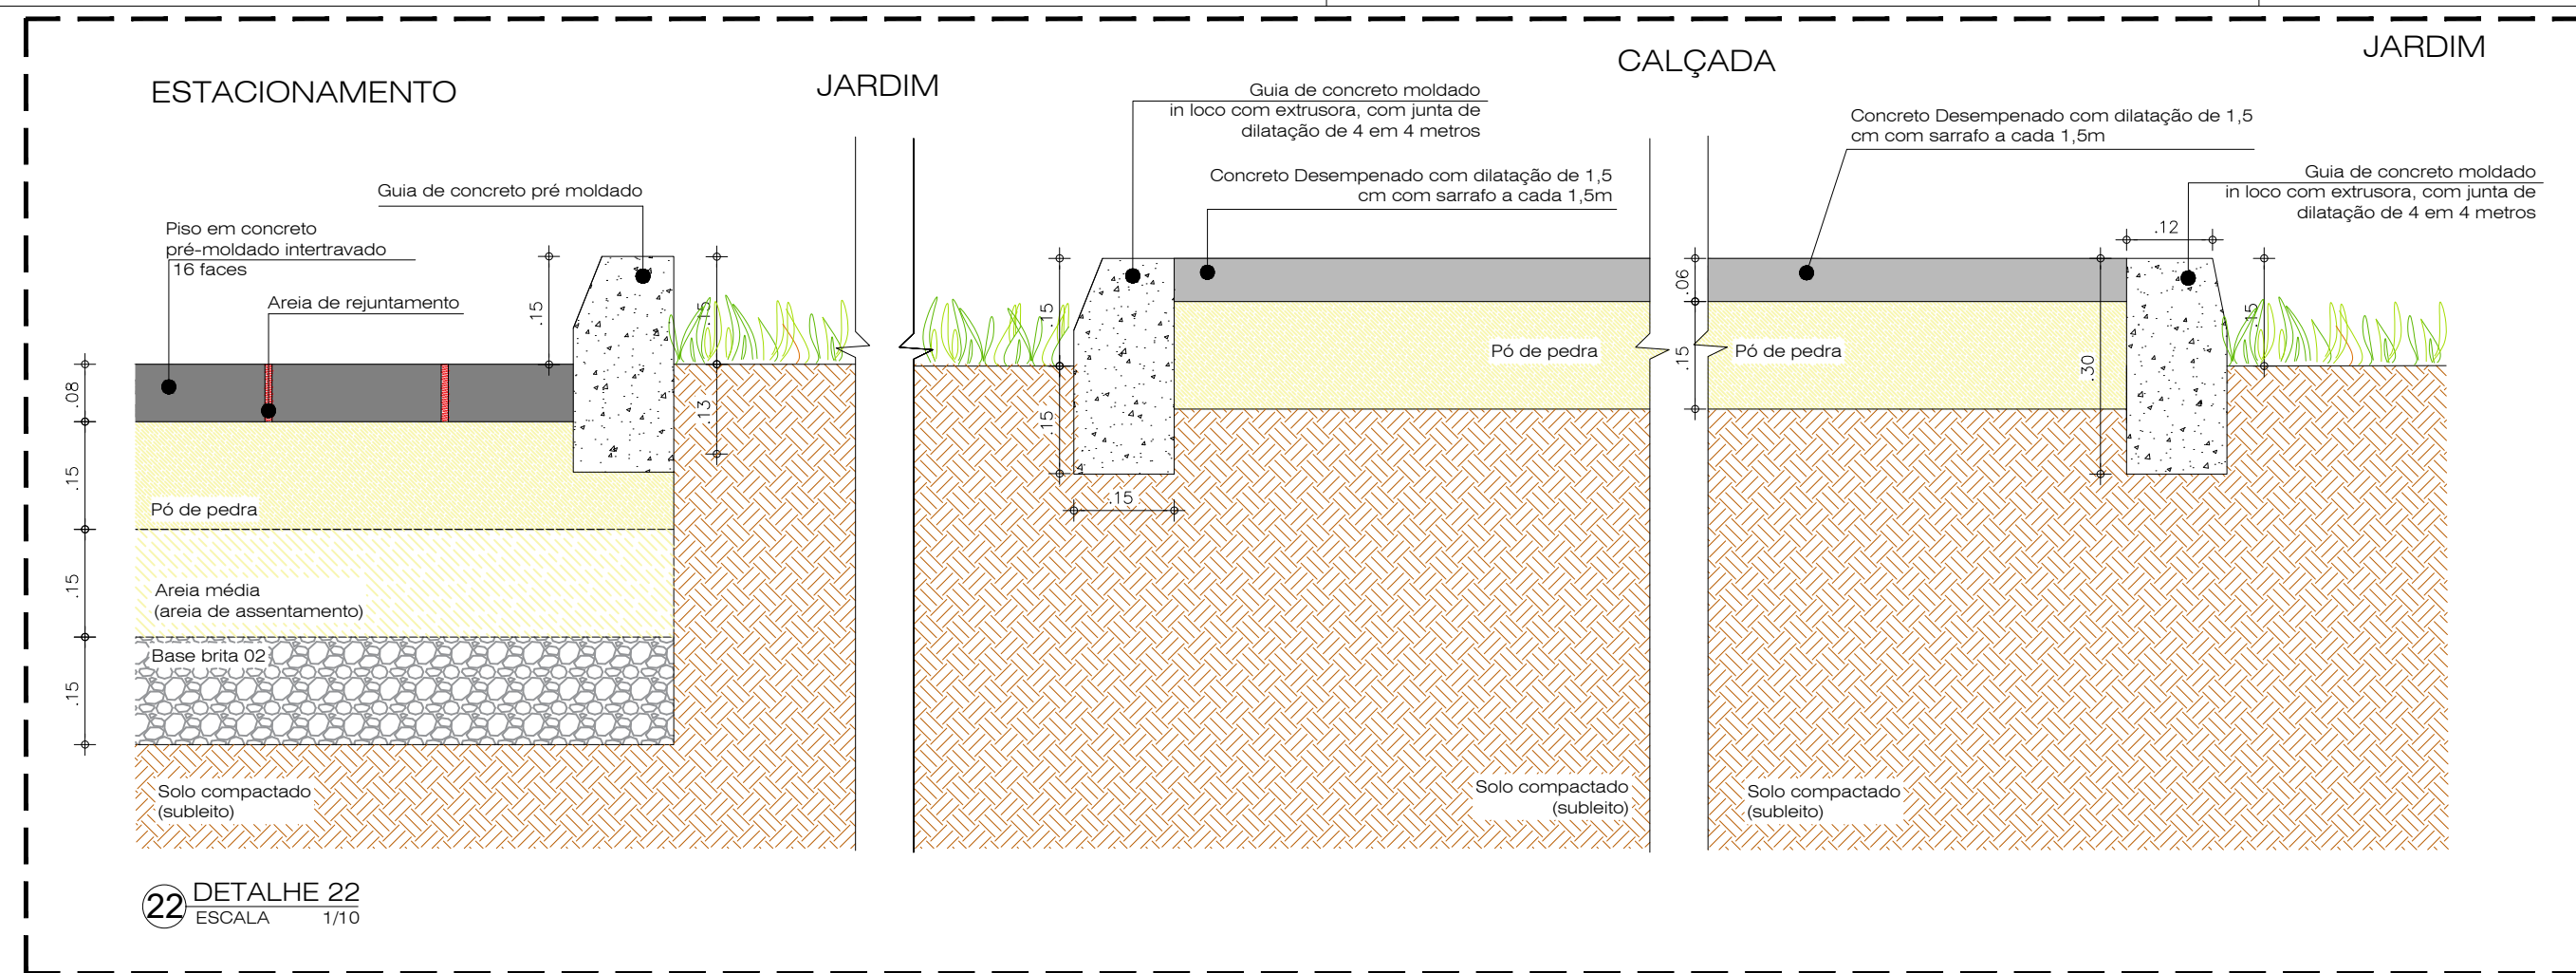 ESTACIONAMENTO
JARDIM
CALÇADA
JARDIM
Guia de concreto moldado
in loco com extrusora, com junta de
dilatação de 4 em 4 metros
Concreto Desempenado com dilatação de 1,5
cm com sarrafo a cada 1,5m
Concreto Desempenado com dilatação de 1,5
cm com sarrafo a cada 1,5m
Guia de concreto moldado
in loco com extrusora, com junta de
dilatação de 4 em 4 metros
Guia de concreto pré moldado
Piso em concreto
pré-moldado intertravado
16 faces
Areia de rejuntamento
.15
.15
.13
.08
.15
.15
.15
.15
.15
.15
.06
.15
.12
.30
.15
Pó de pedra
Pó de pedra
Pó de pedra
Areia média
(areia de assentamento)
Base brita 02
Solo compactado
(subleito)
Solo compactado
(subleito)
Solo compactado
(subleito)
22
DETALHE 22
ESCALA 1/10